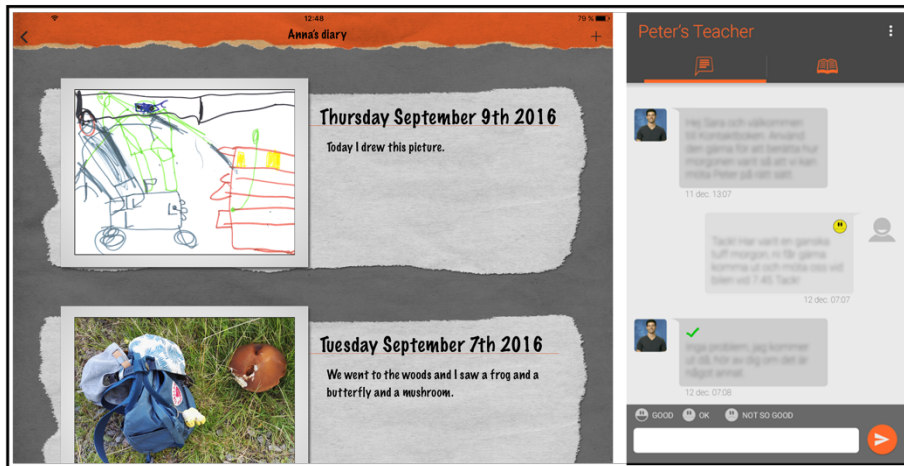 12:48
79 %
Anna's diary
Thursday September 9th 2016
Today I drew this picture.
Tuesday September 7th 2016
We went to the woods and I saw a frog and a
butterfly and a mushroom.
Peter's Teacher
Hej Sara och välkommen
till Kontaktboken. Använd
den gärna för att berätta hur
morgonen varit så att vi kan
möta Peter på rätt sätt.
11 dec. 13:07
Tack! Har varit en ganska
tuff morgon, ni får gärna
komma ut och möta oss vid
bilen vid 7.45 Tack!
12 dec. 07:07
Inga problem, jag kommer
ut då, hör av dig om det är
något annat.
12 dec. 07:08
GOOD
OK
NOT SO GOOD